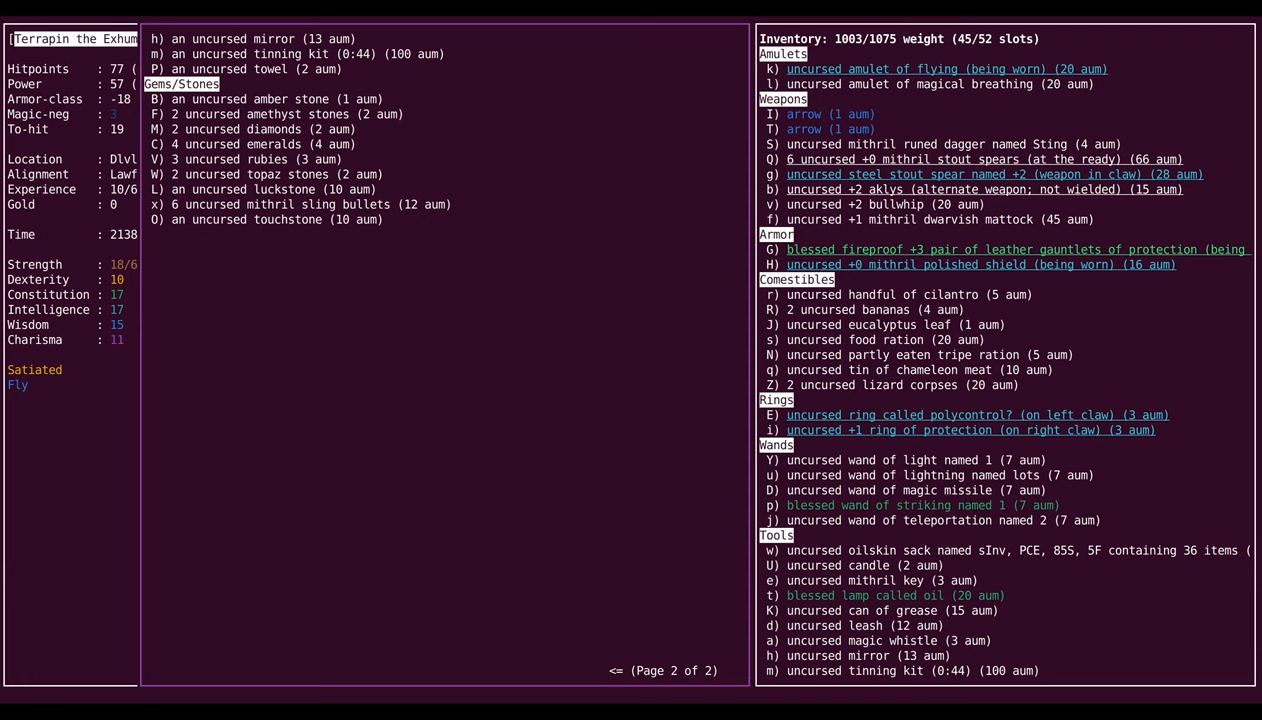 [Terrapin the Exhum
Hitpoints : 77 (
Power : 57 (
Armor-class : -18
Magic-neg : 3
To-hit : 19
Location : Dlvl
Alignment : Lawf
Experience : 10/6
Gold : 0
Time : 2138
Strength : 18/6
Dexterity : 10
Constitution : 17
Intelligence : 17
Wisdom : 15
Charisma : 11
Satiated
Fly
h) an uncursed mirror (13 aum)
m) an uncursed tinning kit (0:44) (100 aum)
P) an uncursed towel (2 aum)
Gems/Stones
B) an uncursed amber stone (1 aum)
F) 2 uncursed amethyst stones (2 aum)
M) 2 uncursed diamonds (2 aum)
C) 4 uncursed emeralds (4 aum)
V) 3 uncursed rubies (3 aum)
W) 2 uncursed topaz stones (2 aum)
L) an uncursed luckstone (10 aum)
x) 6 uncursed mithril sling bullets (12 aum)
O) an uncursed touchstone (10 aum)
<= (Page 2 of 2)
Inventory: 1003/1075 weight (45/52 slots)
Amulets
k) uncursed amulet of flying (being worn) (20 aum)
l) uncursed amulet of magical breathing (20 aum)
Weapons
I) arrow (1 aum)
T) arrow (1 aum)
S) uncursed mithril runed dagger named Sting (4 aum)
Q) 6 uncursed +0 mithril stout spears (at the ready) (66 aum)
g) uncursed steel stout spear named +2 (weapon in claw) (28 aum)
b) uncursed +2 aklys (alternate weapon; not wielded) (15 aum)
v) uncursed +2 bullwhip (20 aum)
f) uncursed +1 mithril dwarvish mattock (45 aum)
Armor
G) blessed fireproof +3 pair of leather gauntlets of protection (being
H) uncursed +0 mithril polished shield (being worn) (16 aum)
Comestibles
r) uncursed handful of cilantro (5 aum)
R) 2 uncursed bananas (4 aum)
J) uncursed eucalyptus leaf (1 aum)
s) uncursed food ration (20 aum)
N) uncursed partly eaten tripe ration (5 aum)
q) uncursed tin of chameleon meat (10 aum)
Z) 2 uncursed lizard corpses (20 aum)
Rings
E) uncursed ring called polycontrol? (on left claw) (3 aum)
i) uncursed +1 ring of protection (on right claw) (3 aum)
Wands
Y) uncursed wand of light named 1 (7 aum)
u) uncursed wand of lightning named lots (7 aum)
D) uncursed wand of magic missile (7 aum)
p) blessed wand of striking named 1 (7 aum)
j) uncursed wand of teleportation named 2 (7 aum)
Tools
w) uncursed oilskin sack named sInv, PCE, 85S, 5F containing 36 items (
U) uncursed candle (2 aum)
e) uncursed mithril key (3 aum)
t) blessed lamp called oil (20 aum)
K) uncursed can of grease (15 aum)
d) uncursed leash (12 aum)
a) uncursed magic whistle (3 aum)
h) uncursed mirror (13 aum)
m) uncursed tinning kit (0:44) (100 aum)